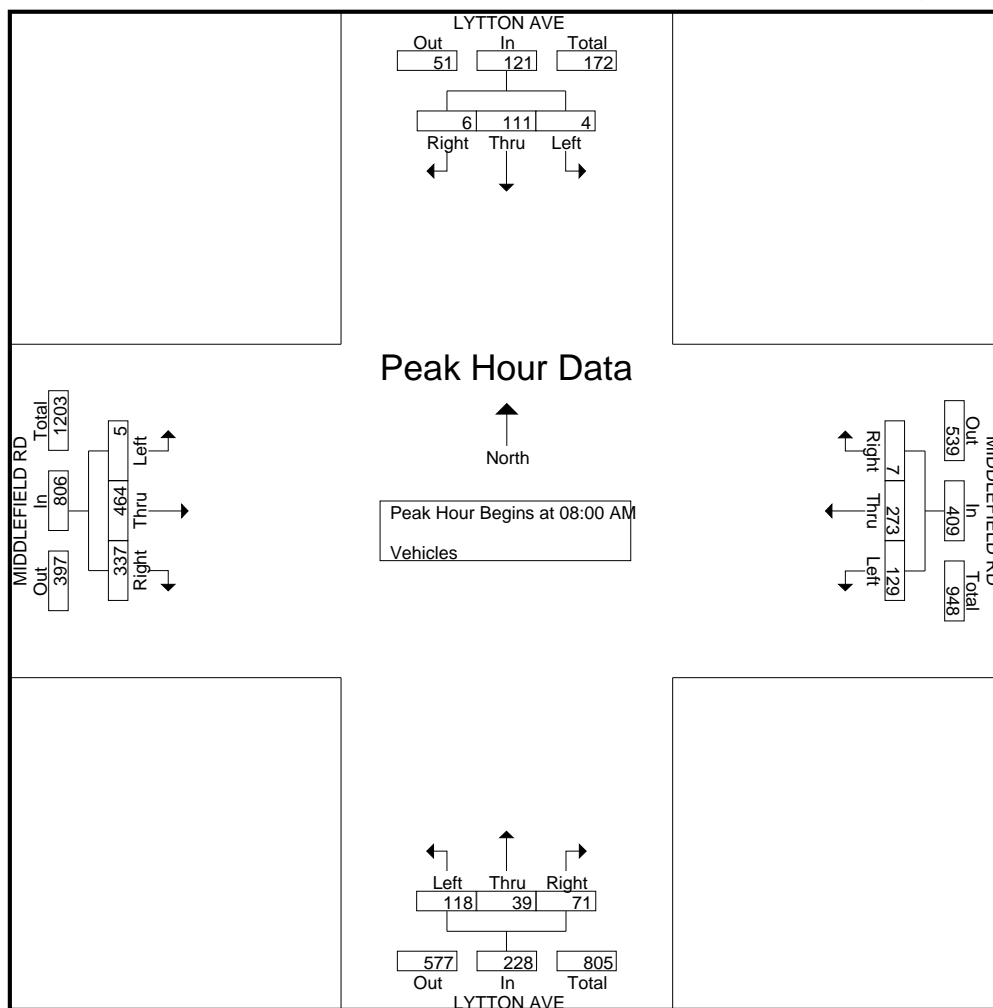 LYTTON AVE
Out In Total
51 121 172
6 111 4
Right Thru Left
Peak Hour Data
North
Peak Hour Begins at 08:00 AM
Vehicles
MIDDLEFIELD RD
Total In Out
1203 806 397
5 464 337
Left Thru Right
MIDDLEFIELD RD
Out In Total
539 409 948
7 273 129
Right Thru Left
Left Thru Right
118 39 71
577 228 805
Out In Total
LYTTON AVE